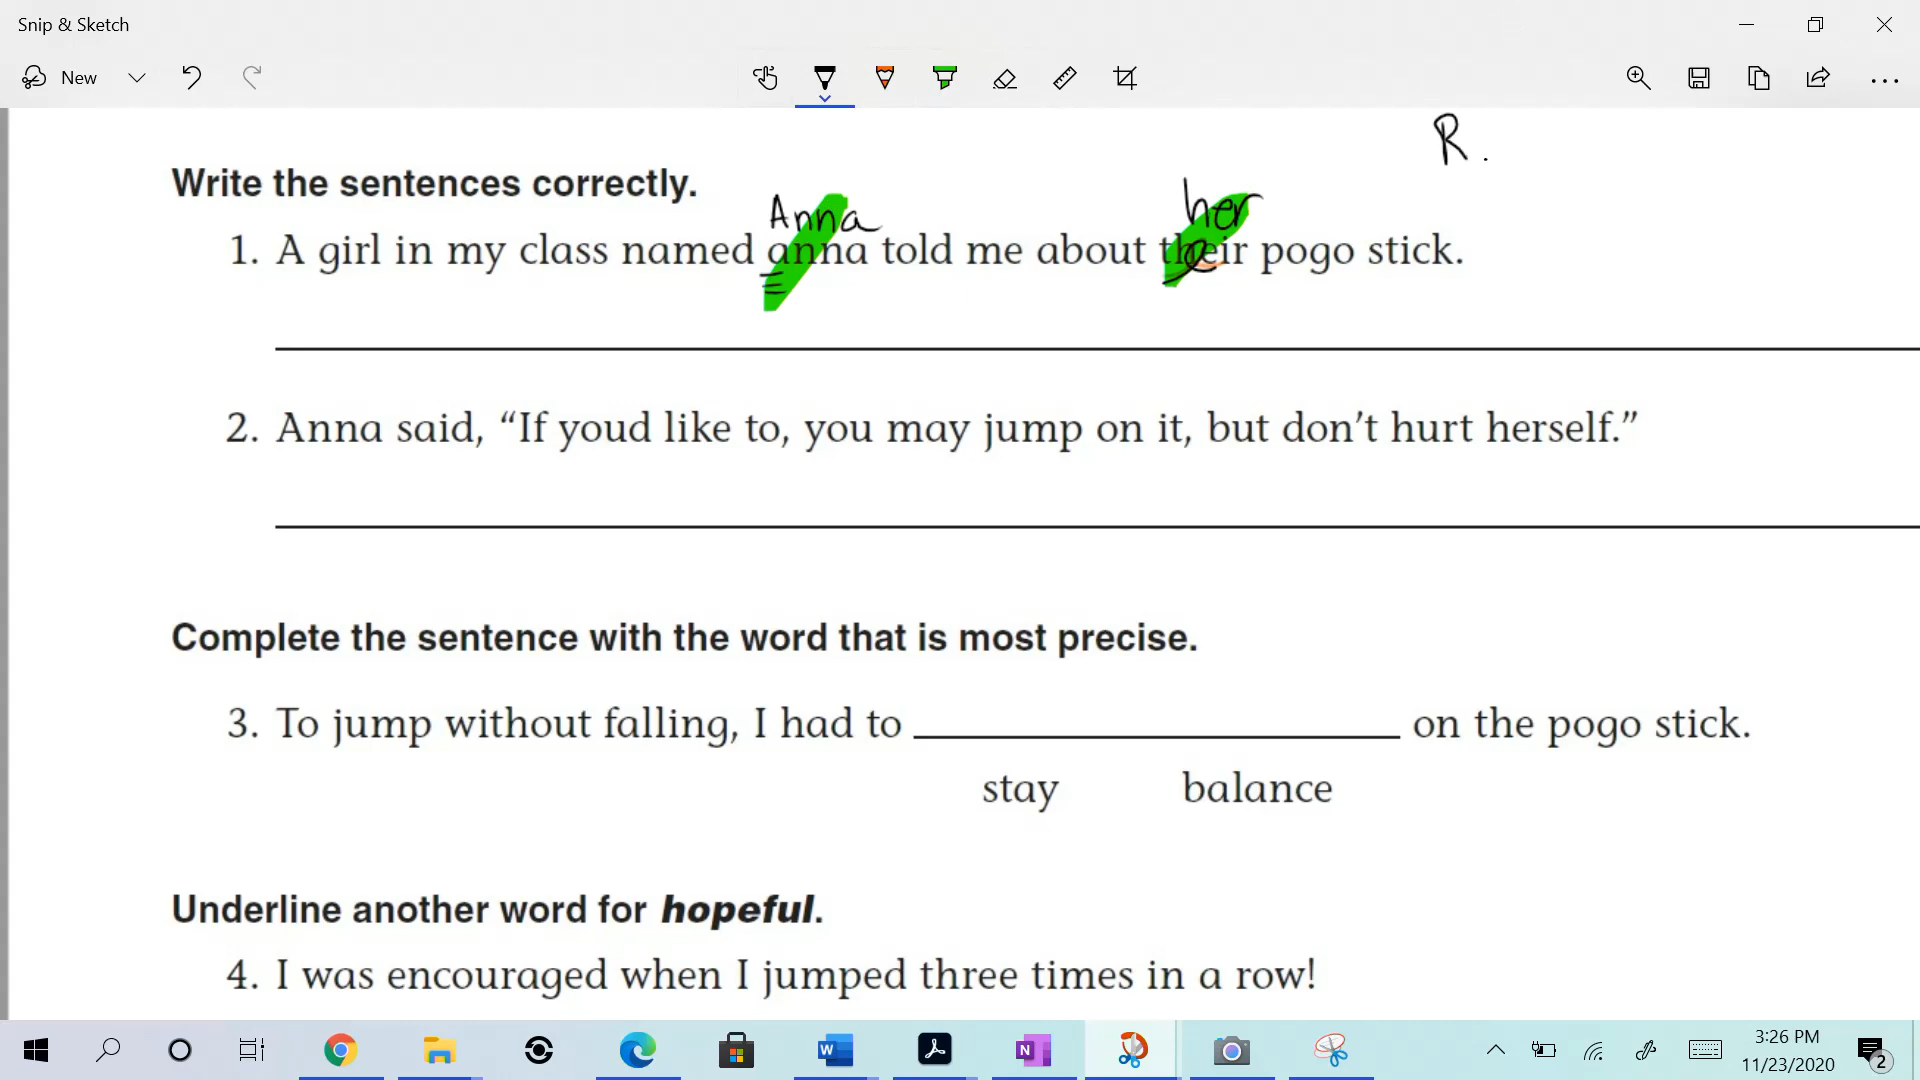 Snip & Sketch
New
R.
Write the sentences correctly.
Anna her
1. A girl in my class named anna told me about their pogo stick.
2. Anna said, “If youd like to, you may jump on it, but don’t hurt herself.”
Complete the sentence with the word that is most precise.
3. To jump without falling, I had to ____________ on the pogo stick.
stay balance
Underline another word for hopeful.
4. I was encouraged when I jumped three times in a row!
3:26 PM
11/23/2020
2